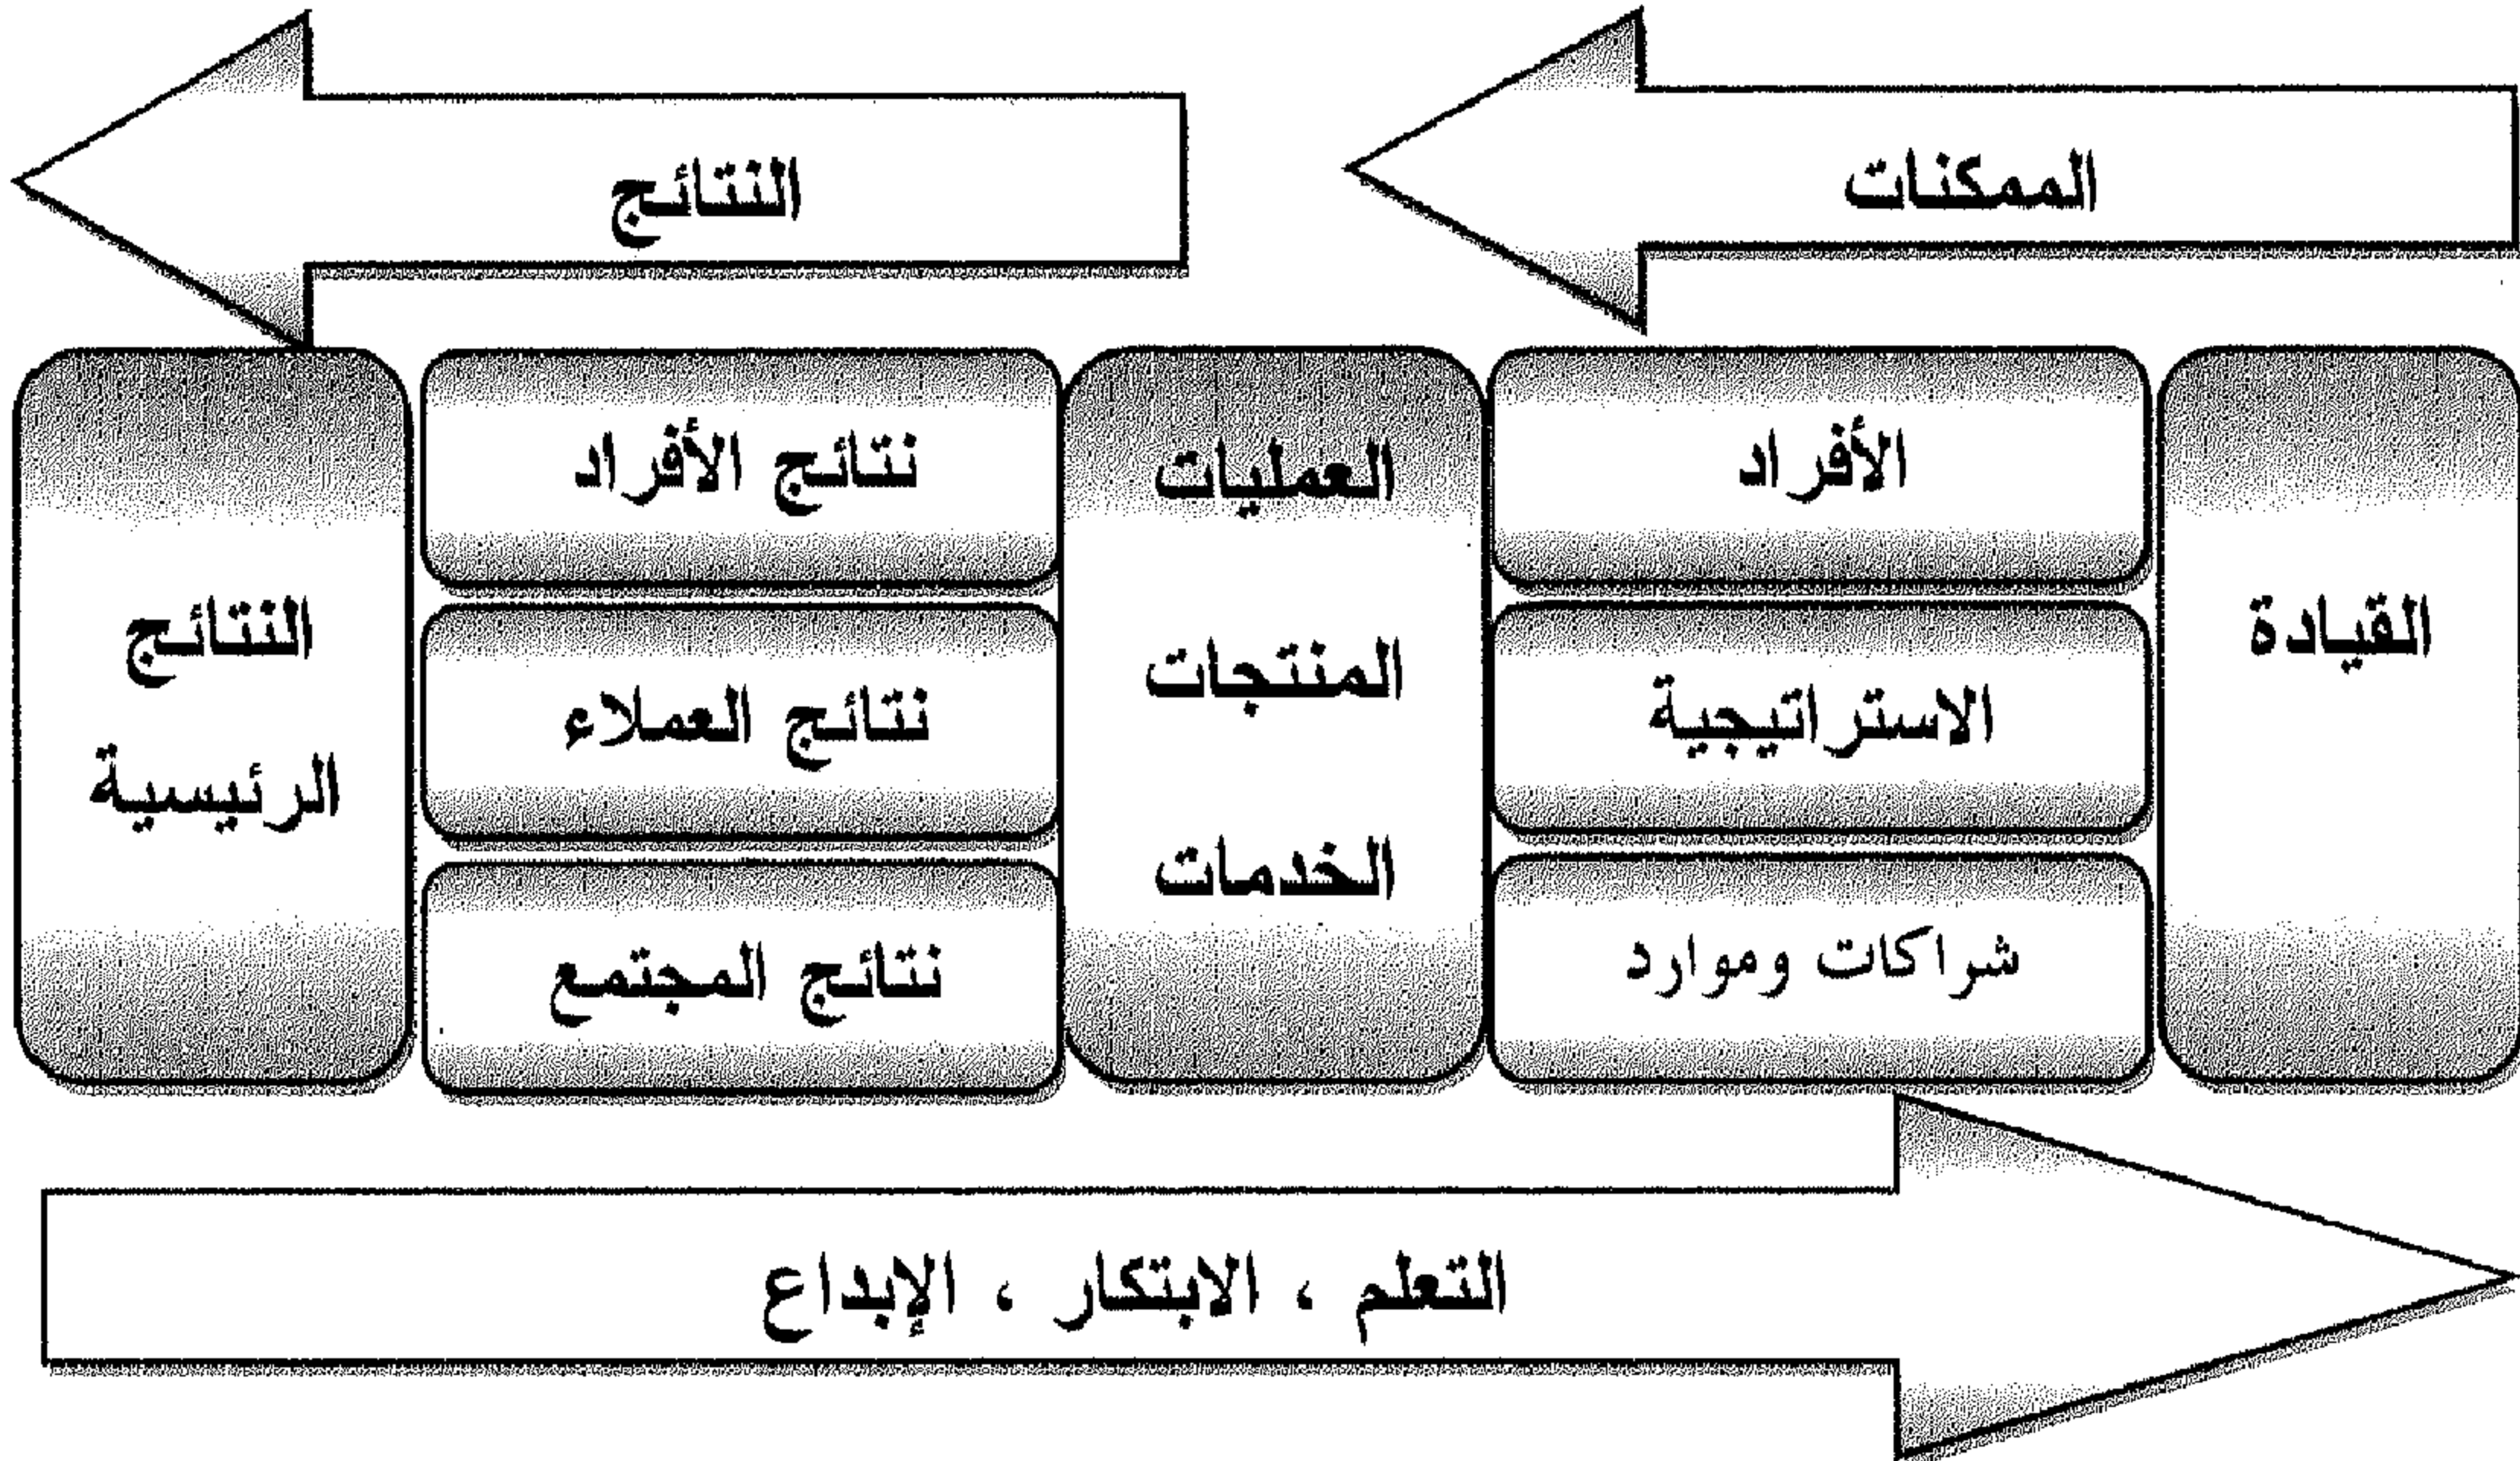 الممكنات
النتائج
القيادة
الأفراد
الاستراتيجية
شراكات وموارد
العمليات
المنتجات
الخدمات
نتائج الأفراد
نتائج العملاء
نتائج المجتمع
النتائج
الرئيسية
التعلم ، الابتكار ، الإبداع